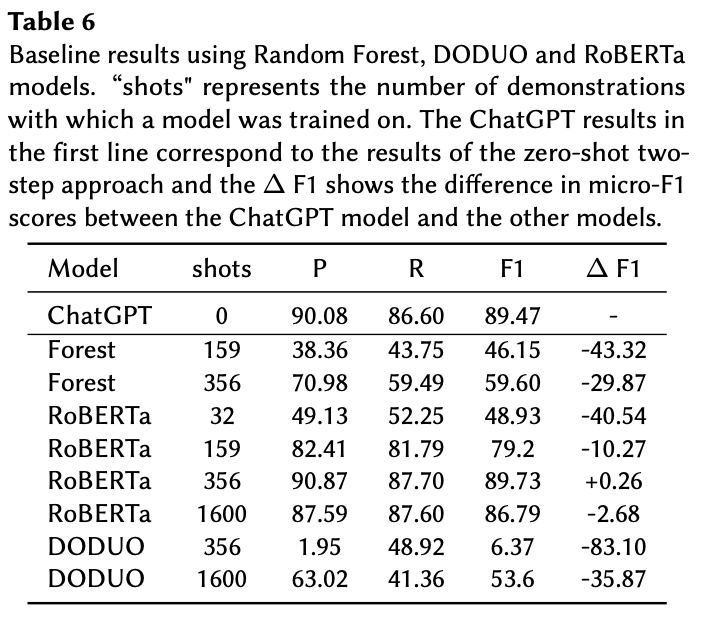 Table 6
Baseline results using Random Forest, DODUO and RoBERTa
models. “shots" represents the number of demonstrations
with which a model was trained on. The ChatGPT results in
the first line correspond to the results of the zero-shot two-
step approach and the Δ F1 shows the difference in micro-F1
scores between the ChatGPT model and the other models.
Model shots P R F1 Δ F1
ChatGPT 0 90.08 86.60 89.47 -
Forest 159 38.36 43.75 46.15 -43.32
Forest 356 70.98 59.49 59.60 -29.87
RoBERTa 32 49.13 52.25 48.93 -40.54
RoBERTa 159 82.41 81.79 79.2 -10.27
RoBERTa 356 90.87 87.70 89.73 +0.26
RoBERTa 1600 87.59 87.60 86.79 -2.68
DODUO 356 1.95 48.92 6.37 -83.10
DODUO 1600 63.02 41.36 53.6 -35.87